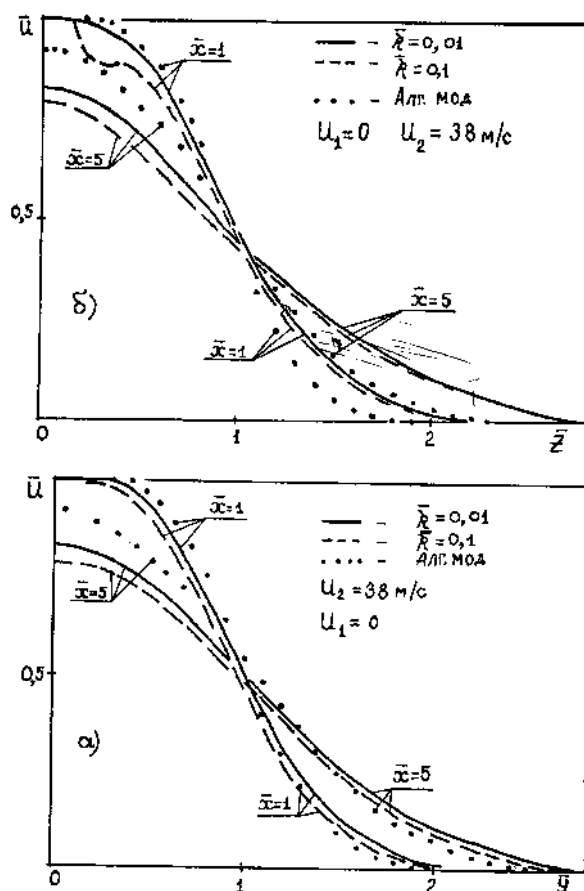 ū
x̄=1
— k̄=0,01
--- k̄=0,1
.... - Алг. мод
U₁=0 U₂=38 м/с
x̄=5
0,5
б)
x̄=5
x̄=1
0
1
2
z̄
ū
x̄=1
— k̄=0,01
--- k̄=0,1
.... - Алг. мод
U₂=38 м/с
U₁=0
x̄=5
0,5
а)
x̄=5
x̄=1
0
1
2
ȳ